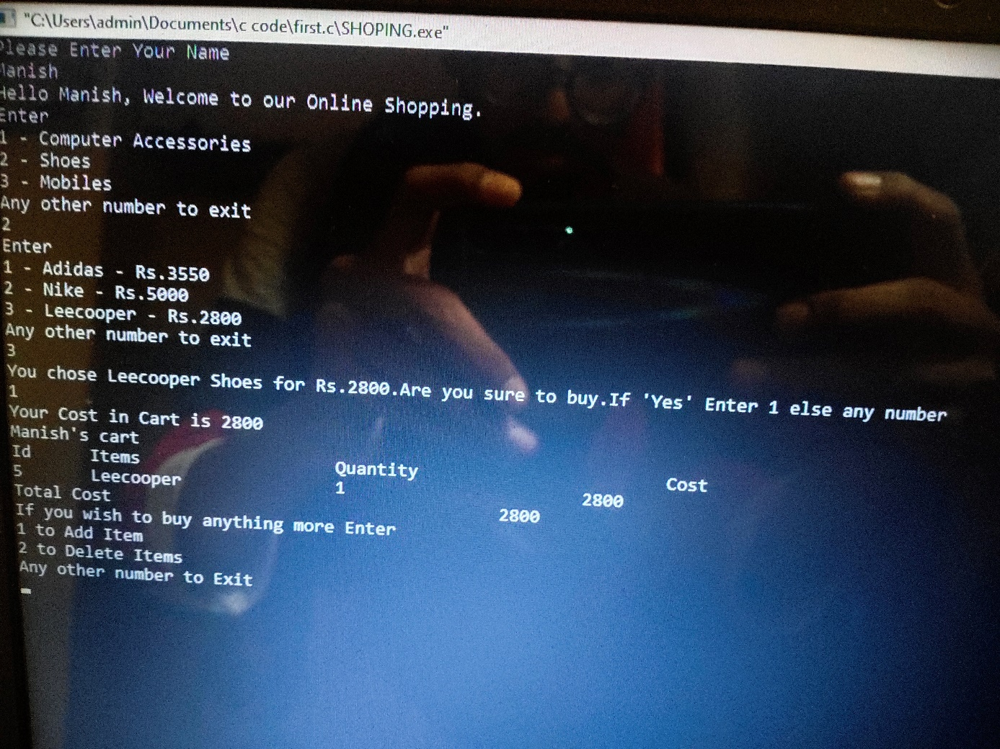 "C:\Users\admin\Documents\c code\first.c\SHOPING.exe"
Please Enter Your Name
Manish
Hello Manish, Welcome to our Online Shopping.
Enter
1 - Computer Accessories
2 - Shoes
3 - Mobiles
Any other number to exit
2
Enter
1 - Adidas - Rs.3550
2 - Nike - Rs.5000
3 - Leecooper - Rs.2800
Any other number to exit
3
You chose Leecooper Shoes for Rs.2800.Are you sure to buy.If 'Yes' Enter 1 else any number
1
Your Cost in Cart is 2800
Manish's cart
Id Items Quantity Cost
5 Leecooper 1 2800
Total Cost 2800
If you wish to buy anything more Enter
1 to Add Item
2 to Delete Items
Any other number to Exit